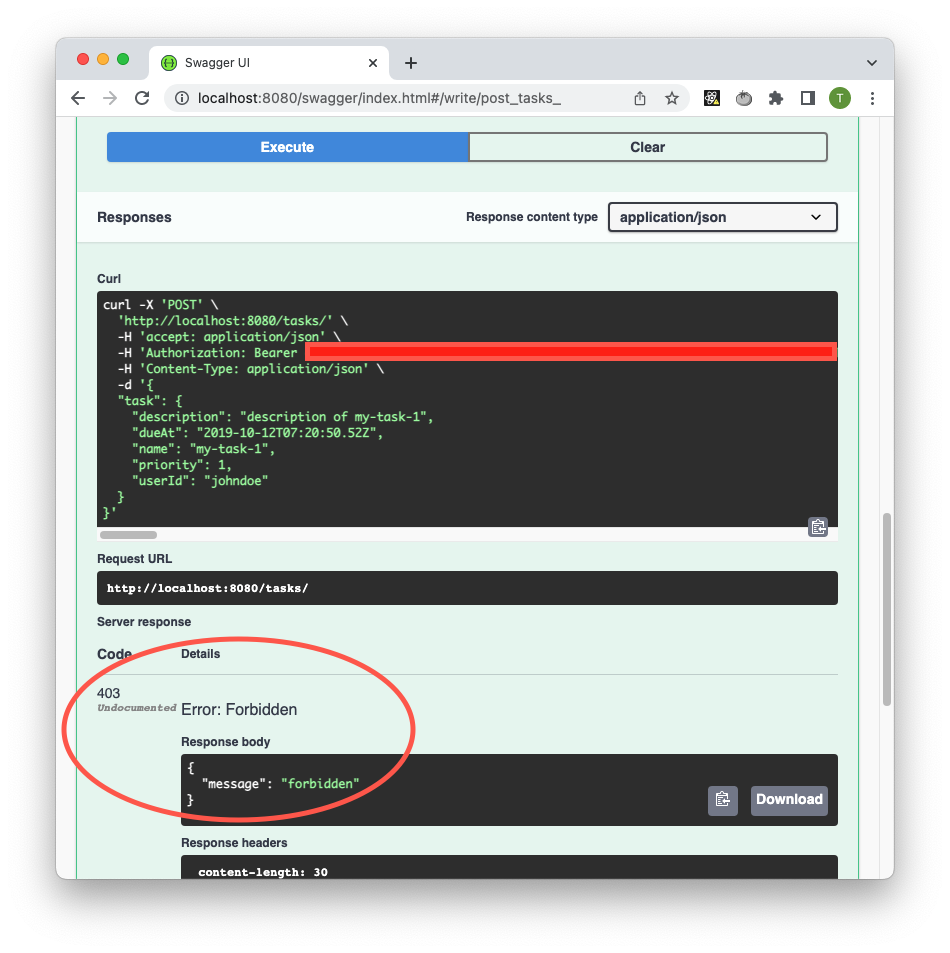 Swagger UI
localhost:8080/swagger/index.html#/write/post_tasks_
T
Execute
Clear
Responses
Response content type
application/json
Curl
curl -X 'POST' \
  'http://localhost:8080/tasks/' \
  -H 'accept: application/json' \
  -H 'Authorization: Bearer
  -H 'Content-Type: application/json' \
  -d '{
  "task": {
    "description": "description of my-task-1",
    "dueAt": "2019-10-12T07:20:50.52Z",
    "name": "my-task-1",
    "priority": 1,
    "userId": "johndoe"
  }
}'
Request URL
http://localhost:8080/tasks/
Server response
Code
Details
403
Undocumented
Error: Forbidden
Response body
{
  "message": "forbidden"
}
Download
Response headers
content-length: 30